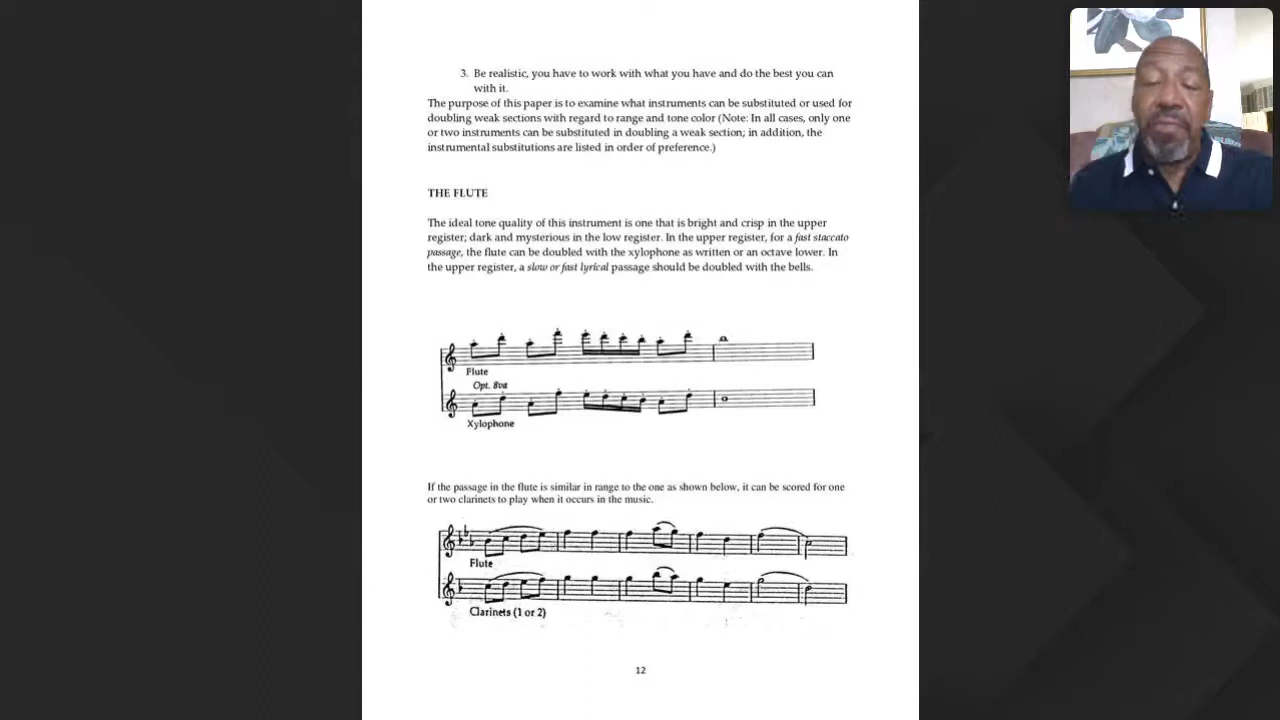 3. Be realistic, you have to work with what you have and do the best you can
with it.
The purpose of this paper is to examine what instruments can be substituted or used for
doubling weak sections with regard to range and tone color (Note: In all cases, only one
or two instruments can be substituted in doubling a weak section; in addition, the
instrumental substitutions are listed in order of preference.)
THE FLUTE
The ideal tone quality of this instrument is one that is bright and crisp in the upper
register; dark and mysterious in the low register. In the upper register, for a fast staccato
passage, the flute can be doubled with the xylophone as written or an octave lower. In
the upper register, a slow or fast lyrical passage should be doubled with the bells.
Flute
Opt. 8va
Xylophone
If the passage in the flute is similar in range to the one as shown below, it can be scored for one
or two clarinets to play when it occurs in the music.
Flute
Clarinets (1 or 2)
12